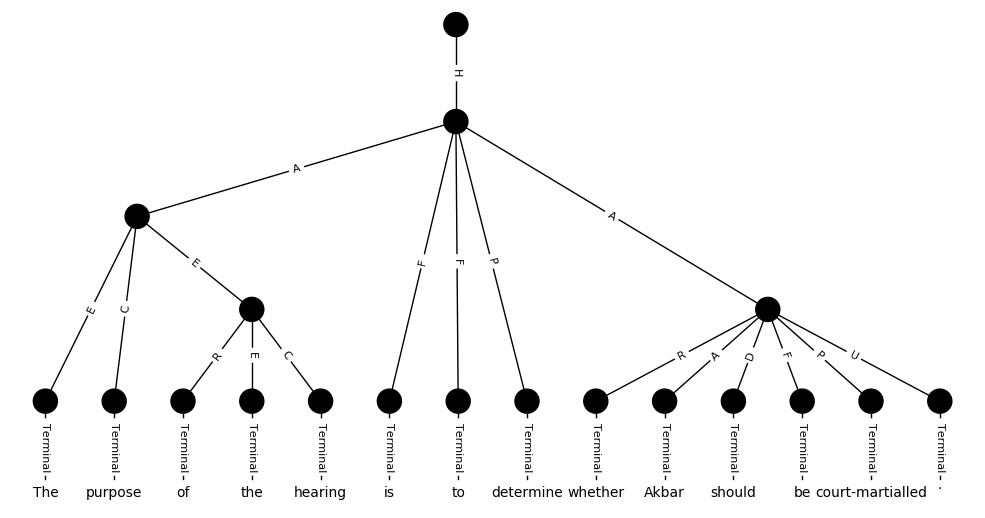 H
A
A
E
F
F
P
E
C
R
E
C
R
A
D
F
P
U
Terminal Terminal Terminal Terminal Terminal Terminal Terminal Terminal Terminal Terminal Terminal Terminal Terminal Terminal
The purpose of the hearing is to determine whether Akbar should be court-martialled .